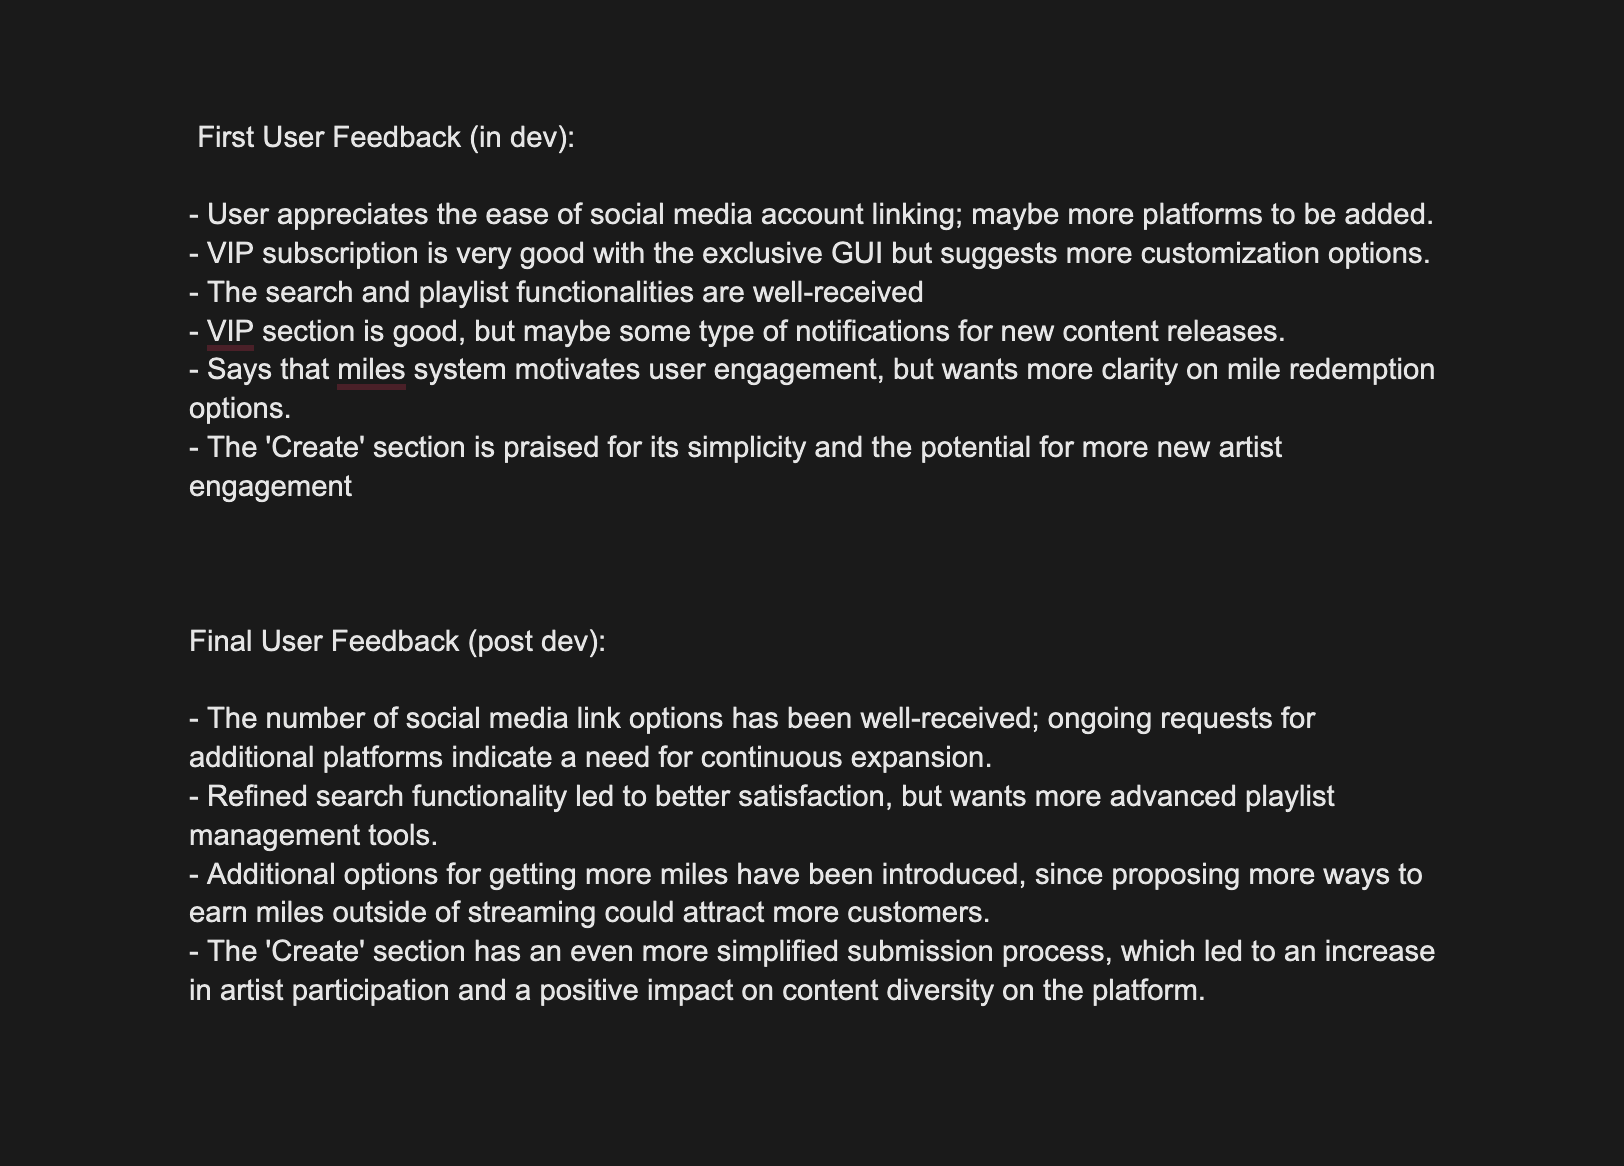 First User Feedback (in dev):
- User appreciates the ease of social media account linking; maybe more platforms to be added.
- VIP subscription is very good with the exclusive GUI but suggests more customization options.
- The search and playlist functionalities are well-received
- VIP section is good, but maybe some type of notifications for new content releases.
- Says that miles system motivates user engagement, but wants more clarity on mile redemption
options.
- The 'Create' section is praised for its simplicity and the potential for more new artist
engagement
Final User Feedback (post dev):
- The number of social media link options has been well-received; ongoing requests for
additional platforms indicate a need for continuous expansion.
- Refined search functionality led to better satisfaction, but wants more advanced playlist
management tools.
- Additional options for getting more miles have been introduced, since proposing more ways to
earn miles outside of streaming could attract more customers.
- The 'Create' section has an even more simplified submission process, which led to an increase
in artist participation and a positive impact on content diversity on the platform.